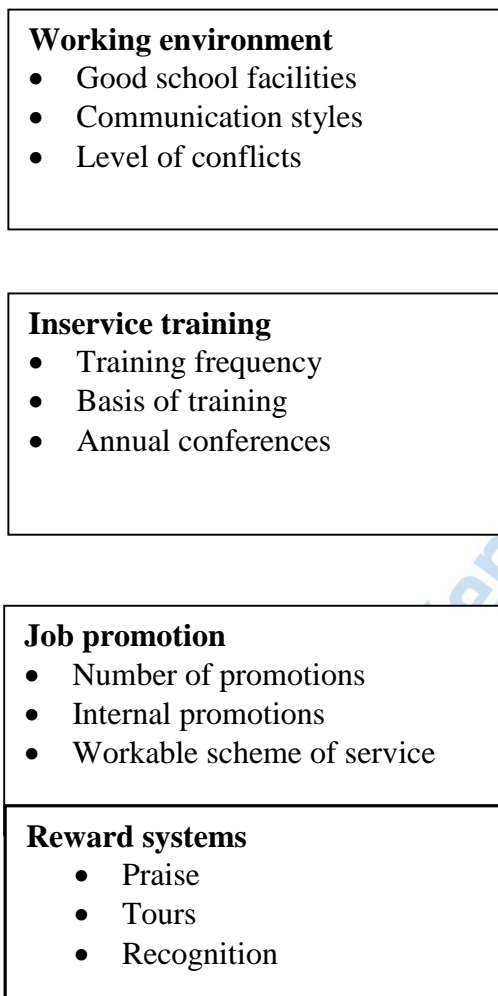 Working environment
• Good school facilities
• Communication styles
• Level of conflicts
Inservice training
• Training frequency
• Basis of training
• Annual conferences
Job promotion
• Number of promotions
• Internal promotions
• Workable scheme of service
Reward systems
• Praise
• Tours
• Recognition